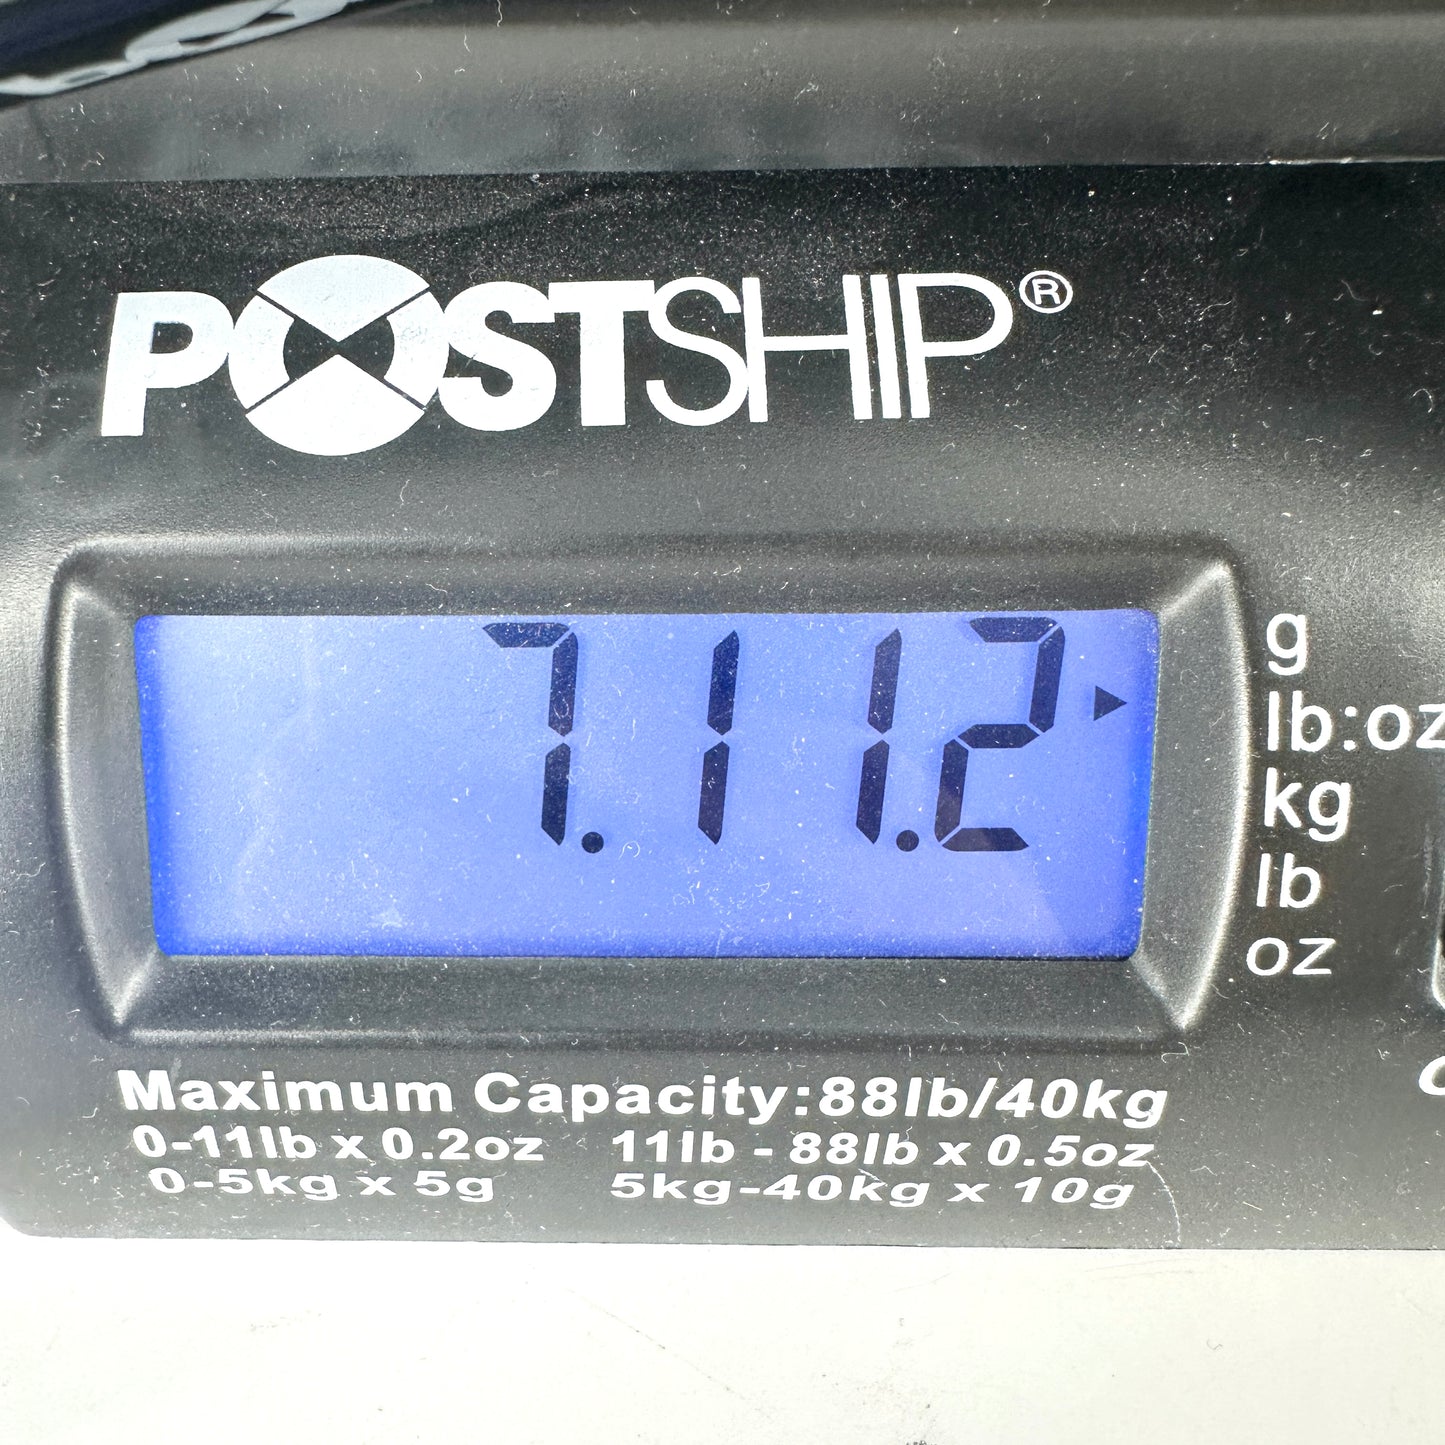 POSTSHIP®
7.11.2
g
lb:oz
kg
lb
oz
Maximum Capacity:88lb/40kg
0-11lb x 0.2oz 11lb - 88lb x 0.5oz
0-5kg x 5g 5kg-40kg x 10g